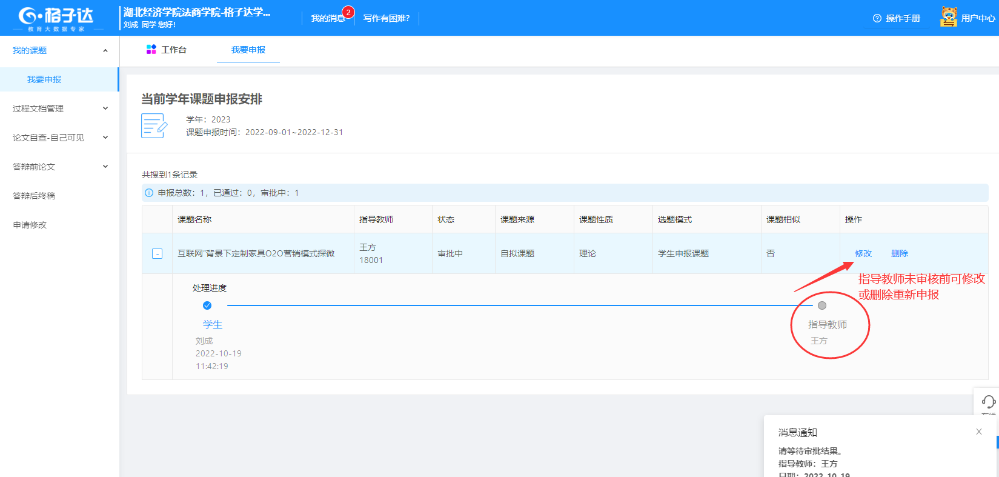 格子达
教育大数据专家
湖北经济学院法商学院-格子达学...
刘成 同学 您好!
我的消息
2
写作有困难?
操作手册
用户中心
我的课题
我要申报
过程文档管理
论文自查-自己可见
答辩前论文
答辩后终稿
申请修改
工作台
我要申报
当前学年课题申报安排
学年：2023
课题申报时间：2022-09-01~2022-12-31
共搜到1条记录
申报总数：1，已通过：0，审批中：1
课题名称 指导教师 状态 课题来源 课题性质 选题模式 课题相似 操作
互联网"背景下定制家具O2O营销模式探微 王方 18001 审批中 自拟课题 理论 学生申报课题 否 修改 删除
指导教师未审核前可修改
或删除重新申报
处理进度
学生
刘成
2022-10-19
11:42:19
指导教师
王方
消息通知
请等待审批结果。
指导教师：王方
日期：2022-10-19